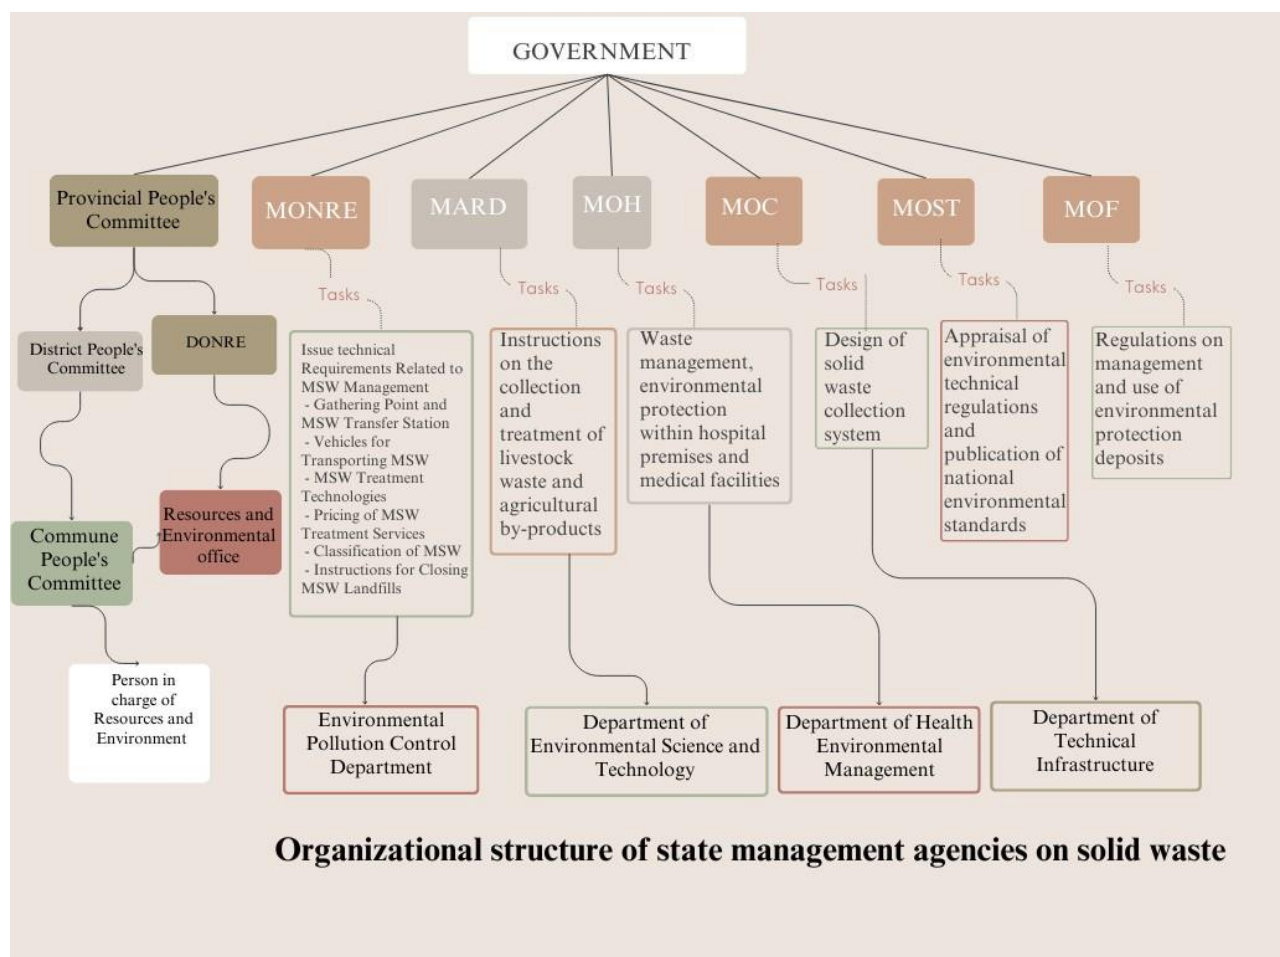 GOVERNMENT
Provincial People's
Committee
MONRE
MARD
MOH
MOC
MOST
MOF
Tasks
Tasks
Tasks
Tasks
Tasks
Tasks
District People's
Committee
DONRE
Issue technical
Requirements Related to
MSW Management
- Gathering Point and
MSW Transfer Station
- Vehicles for
Transporting MSW
- MSW Treatment
Technologies
- Pricing of MSW
Treatment Services
- Classification of MSW
- Instructions for Closing
MSW Landfills
Instructions
on the
collection
and
treatment of
livestock
waste and
agricultural
by-products
Waste
management,
environmental
protection
within hospital
premises and
medical facilities
Design of
solid
waste
collection
system
Appraisal of
environmental
technical
regulations
and
publication of
national
environmental
standards
Regulations on
management
and use of
environmental
protection
deposits
Commune
People's
Committee
Resources and
Environmental
office
Person in
charge of
Resources and
Environment
Environmental
Pollution Control
Department
Department of
Environmental Science and
Technology
Department of Health
Environmental
Management
Department of
Technical
Infrastructure
Organizational structure of state management agencies on solid waste